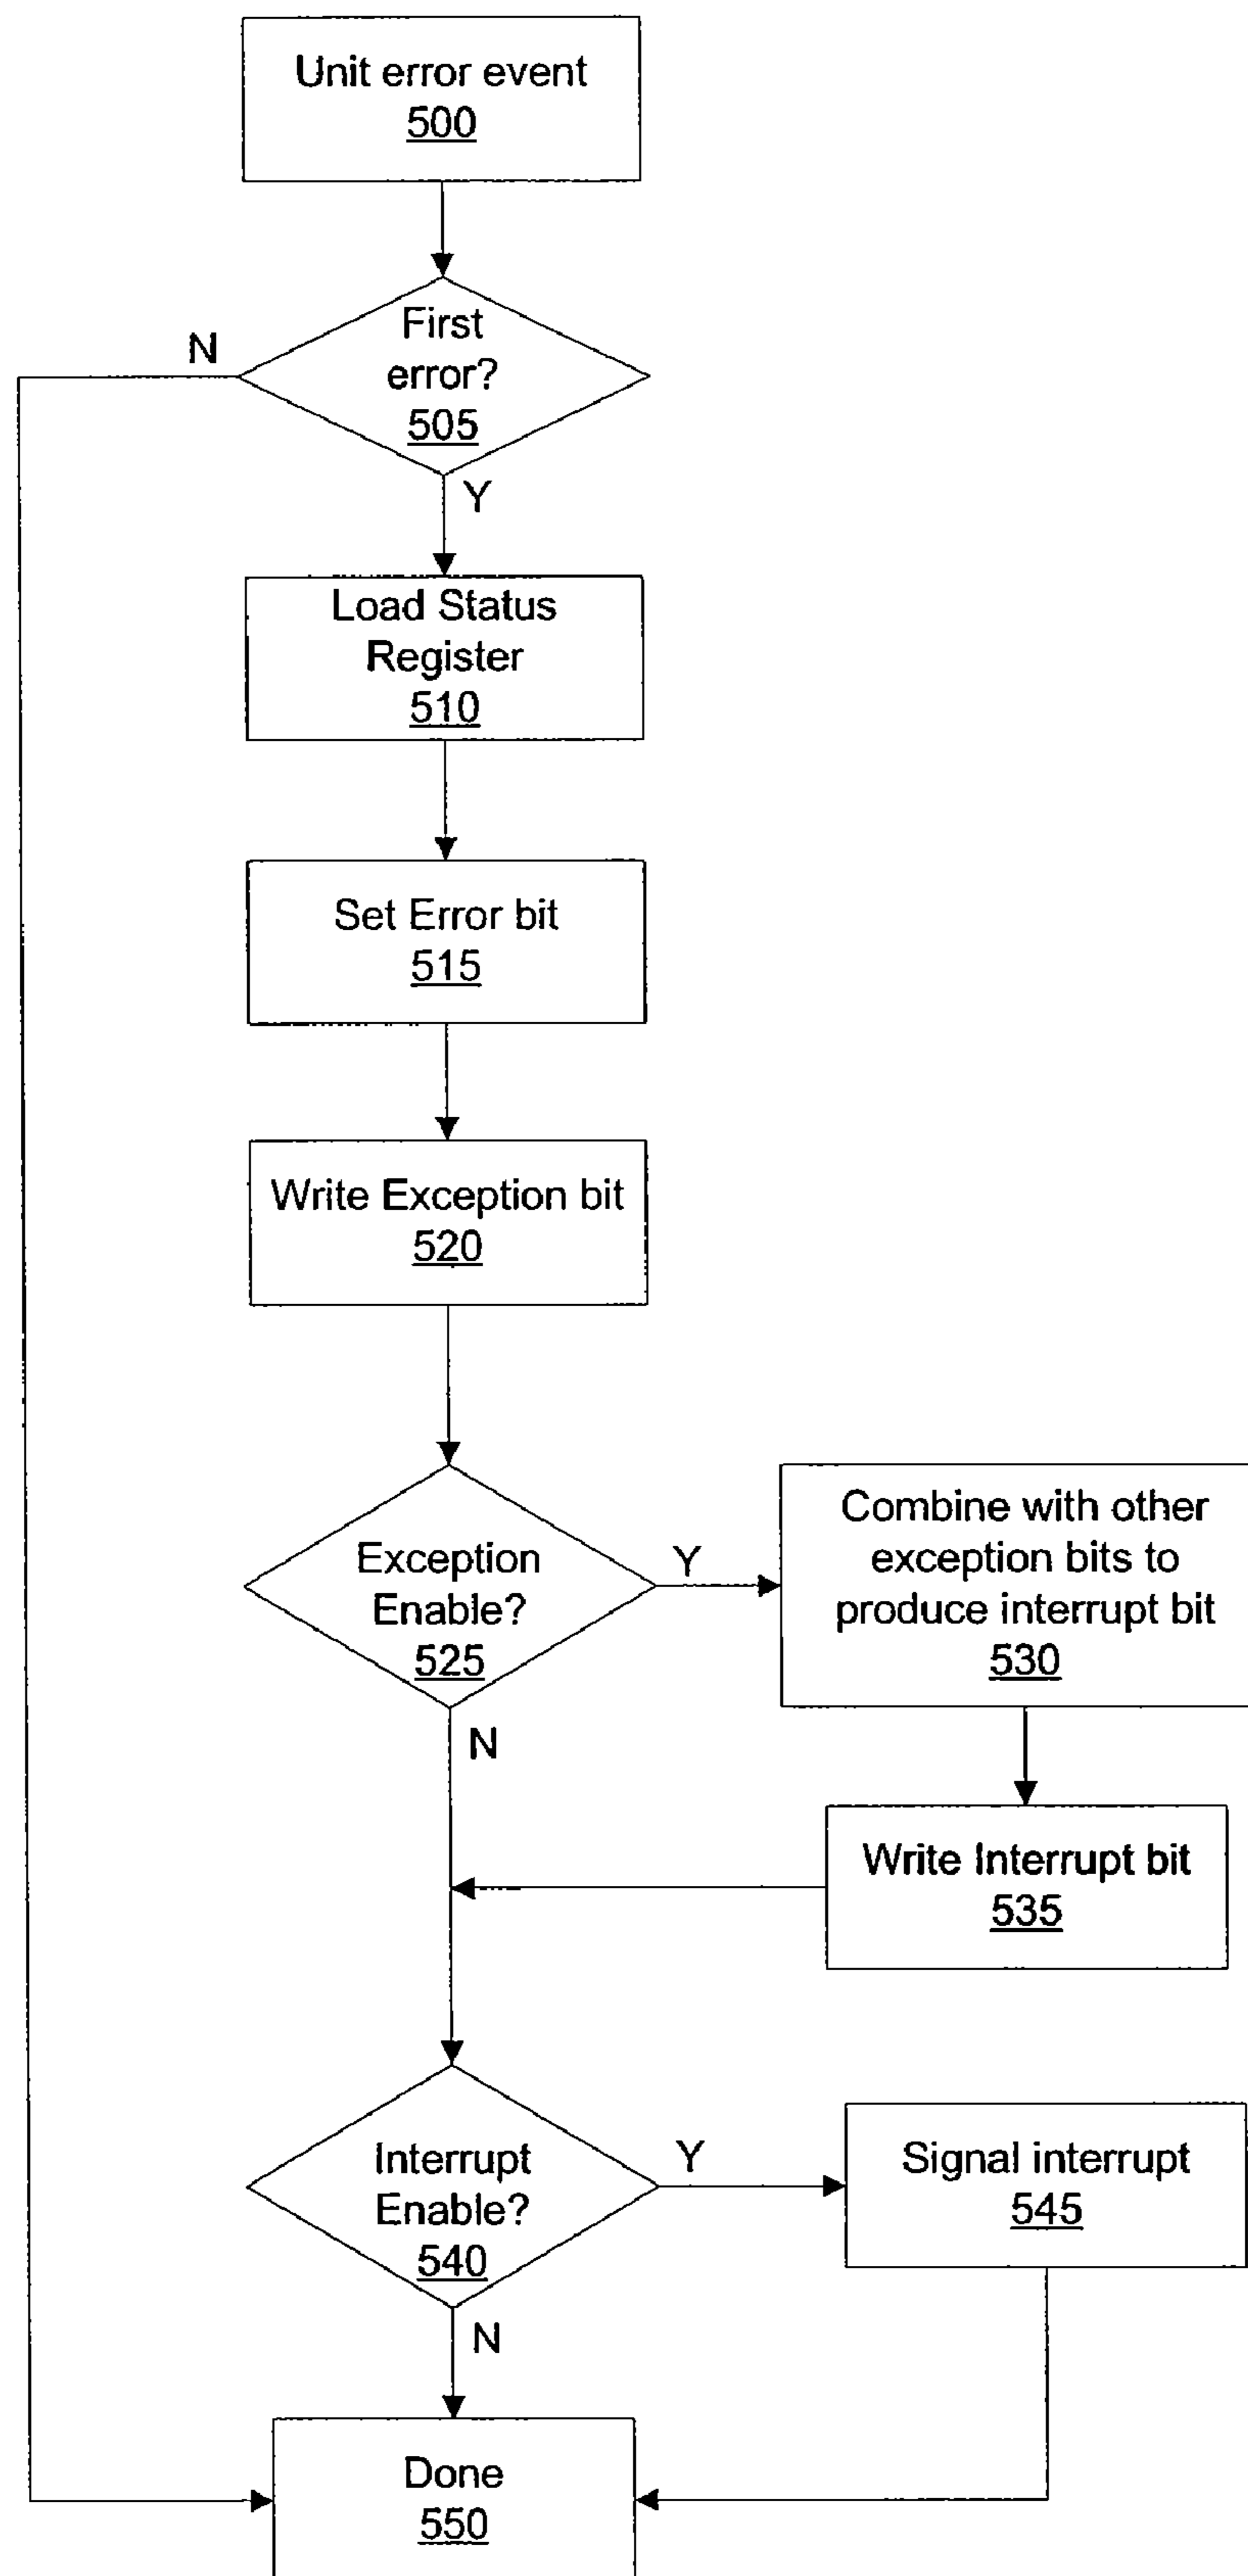 Unit error event
500
First
error?
505
N
Y
Load Status
Register
510
Set Error bit
515
Write Exception bit
520
Exception
Enable?
525
Y
N
Combine with other
exception bits to
produce interrupt bit
530
Write Interrupt bit
535
Interrupt
Enable?
540
Y
N
Signal interrupt
545
Done
550